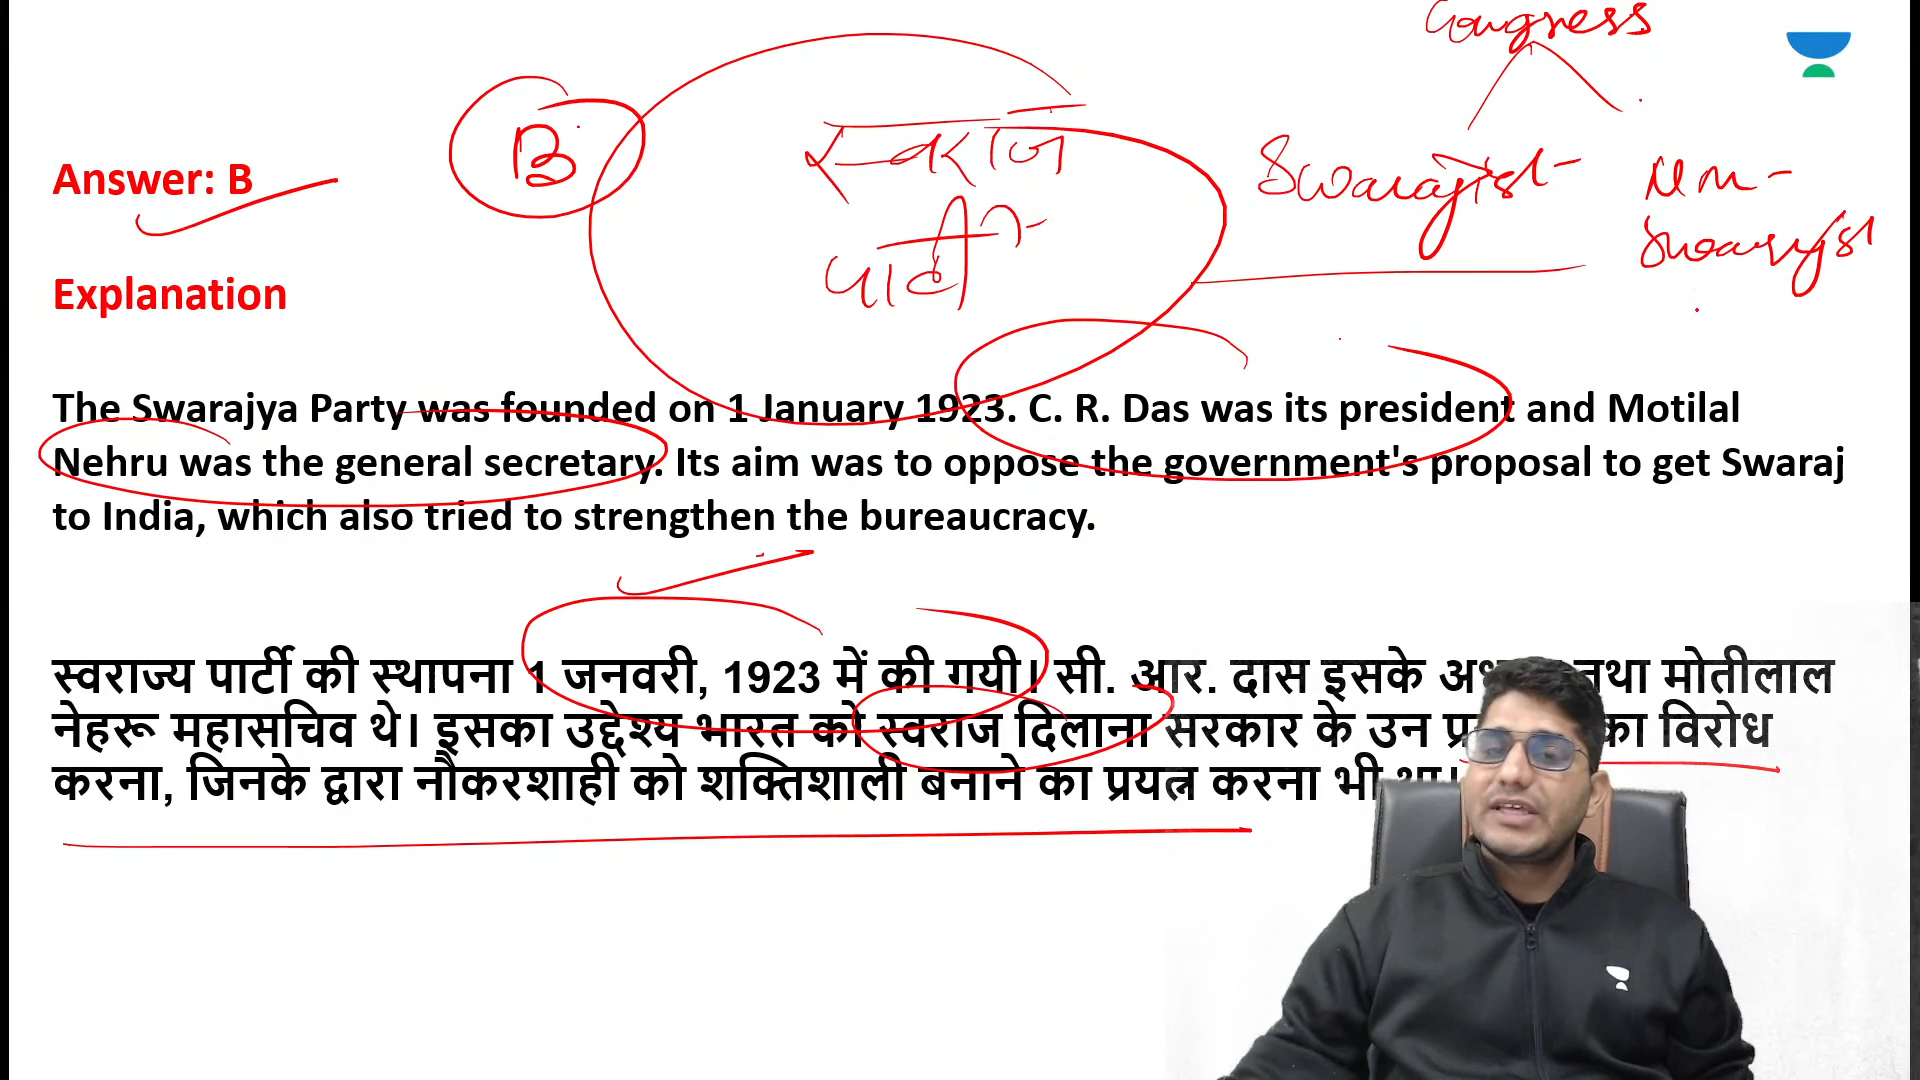 Congress
B
स्वराज
पार्टी
Swarajist
Non-
Swarajist
Answer: B
Explanation
The Swarajya Party was founded on 1 January 1923. C. R. Das was its president and Motilal
Nehru was the general secretary. Its aim was to oppose the government's proposal to get Swaraj
to India, which also tried to strengthen the bureaucracy.
स्वराज्य पार्टी की स्थापना 1 जनवरी, 1923 में की गयी। सी. आर. दास इसके तथा मोतीलाल
नेहरू महासचिव थे। इसका उद्देश्य भारत को स्वराज दिलाना सरकार के उन का विरोध
करना, जिनके द्वारा नौकरशाही को शक्तिशाली बनाने का प्रयत्न करना भी था।